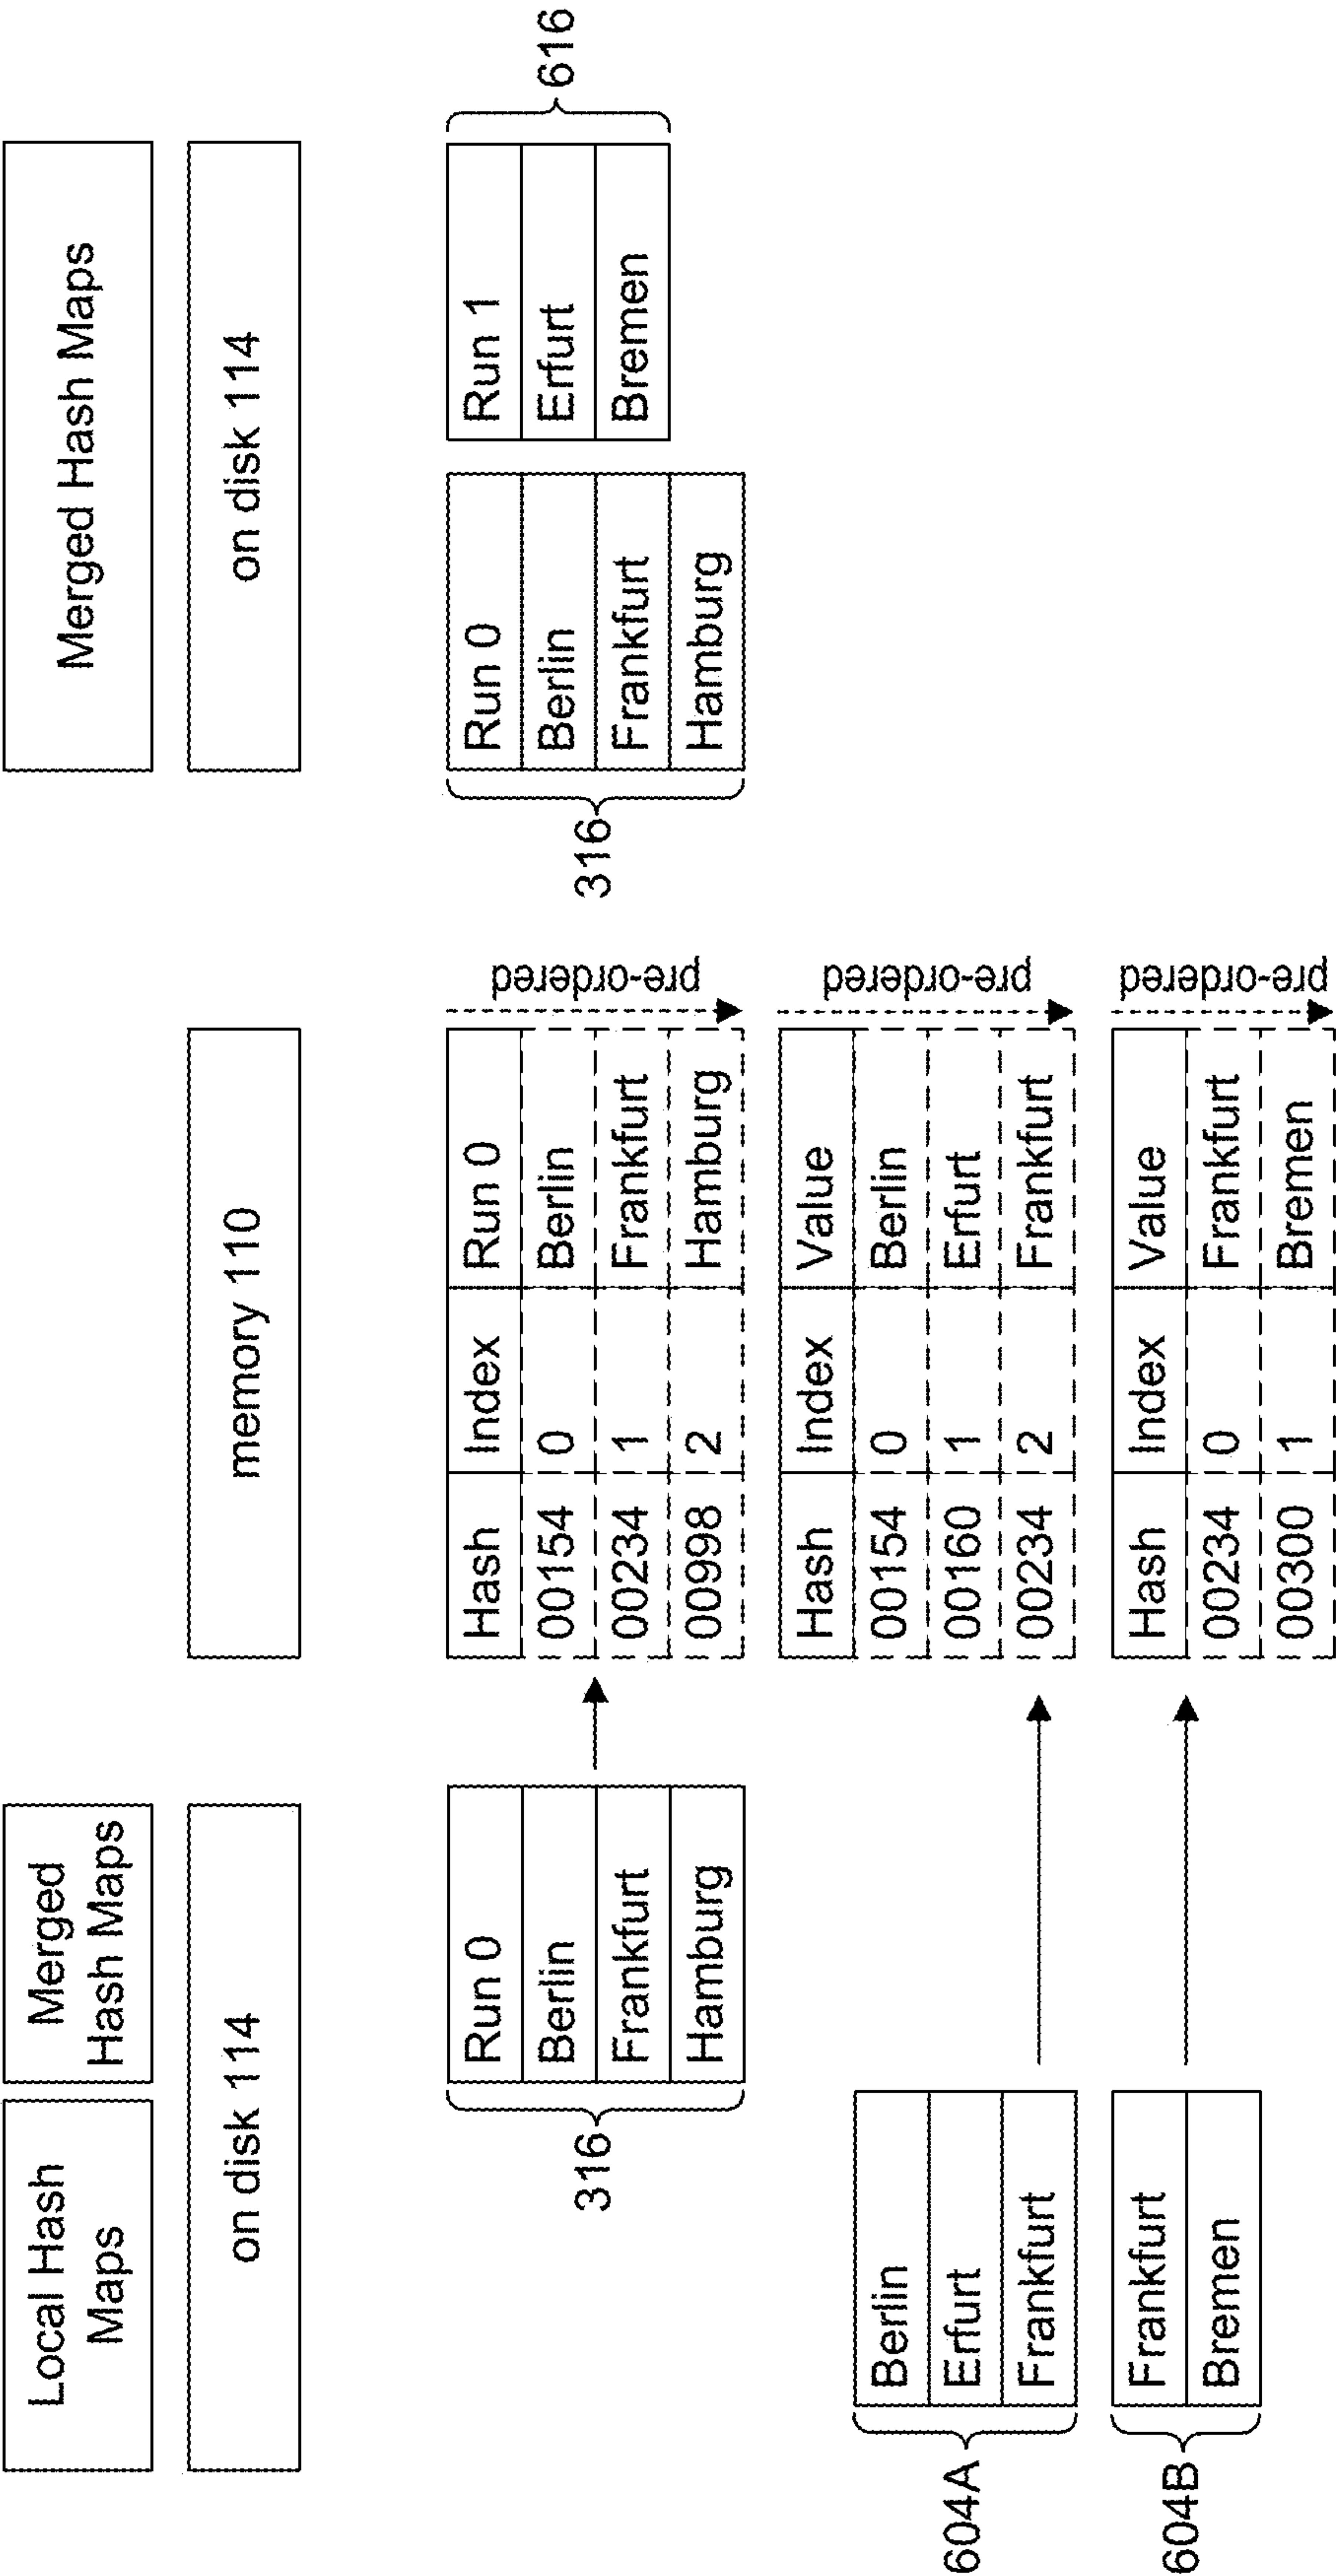 Local Hash
Maps
Merged
Hash Maps
Merged Hash Maps
on disk 114
memory 110
on disk 114
316
Run 0
Berlin
Frankfurt
Hamburg
Hash Index Run 0
00154 0 Berlin
00234 1 Frankfurt
00998 2 Hamburg
pre-ordered
316
Run 0
Berlin
Frankfurt
Hamburg
Run 1
Erfurt
Bremen
616
604A
Berlin
Erfurt
Frankfurt
Hash Index Value
00154 0 Berlin
00160 1 Erfurt
00234 2 Frankfurt
pre-ordered
604B
Frankfurt
Bremen
Hash Index Value
00234 0 Frankfurt
00300 1 Bremen
pre-ordered